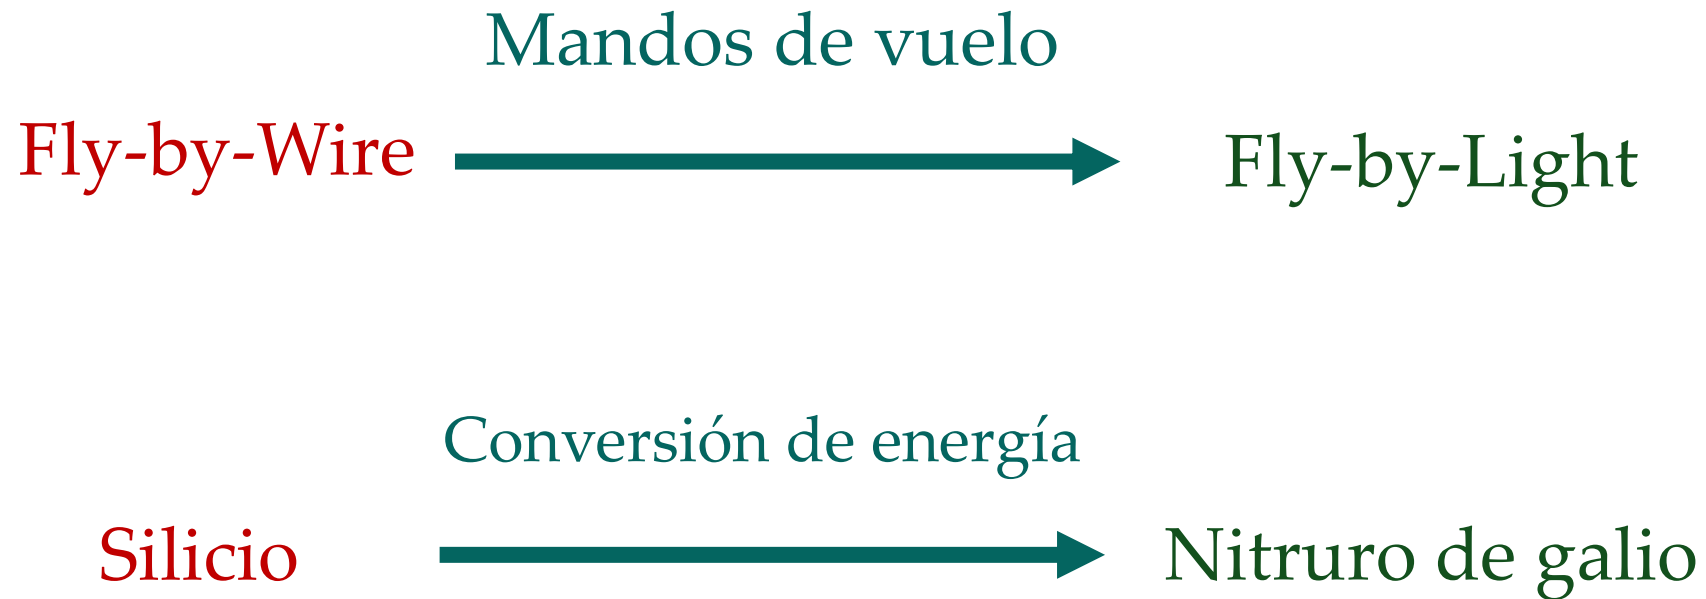 Mandos de vuelo
Fly-by-Wire
Fly-by-Light
Conversión de energía
Silicio
Nitruro de galio